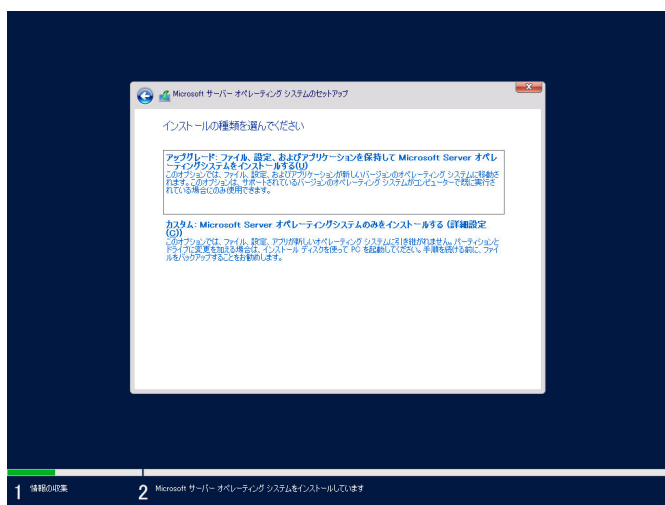 Microsoft サーバー オペレーティング システムのセットアップ
インストールの種類を選んでください
アップグレード: ファイル、設定、およびアプリケーションを保持して Microsoft Server オペレ
ーティングシステムをインストールする(U)
このオプションでは、ファイル、設定、およびアプリケーションが新しいバージョンのオペレーティング システムに移動さ
れます。このオプションは、サポートされているバージョンのオペレーティング システムがコンピューターで既に実行さ
れている場合にのみ使用できます。
カスタム: Microsoft Server オペレーティングシステムのみをインストールする (詳細設定
(C))
このオプションでは、ファイル、設定、アプリが新しいオペレーティング システムに引き継がれません。パーティションと
ドライブに変更を加える場合は、インストール ディスクを使って PC を起動してください。手順を続ける前に、ファイ
ルをバックアップすることをお勧めします。
1 情報の収集
2 Microsoft サーバー オペレーティング システムをインストールしています